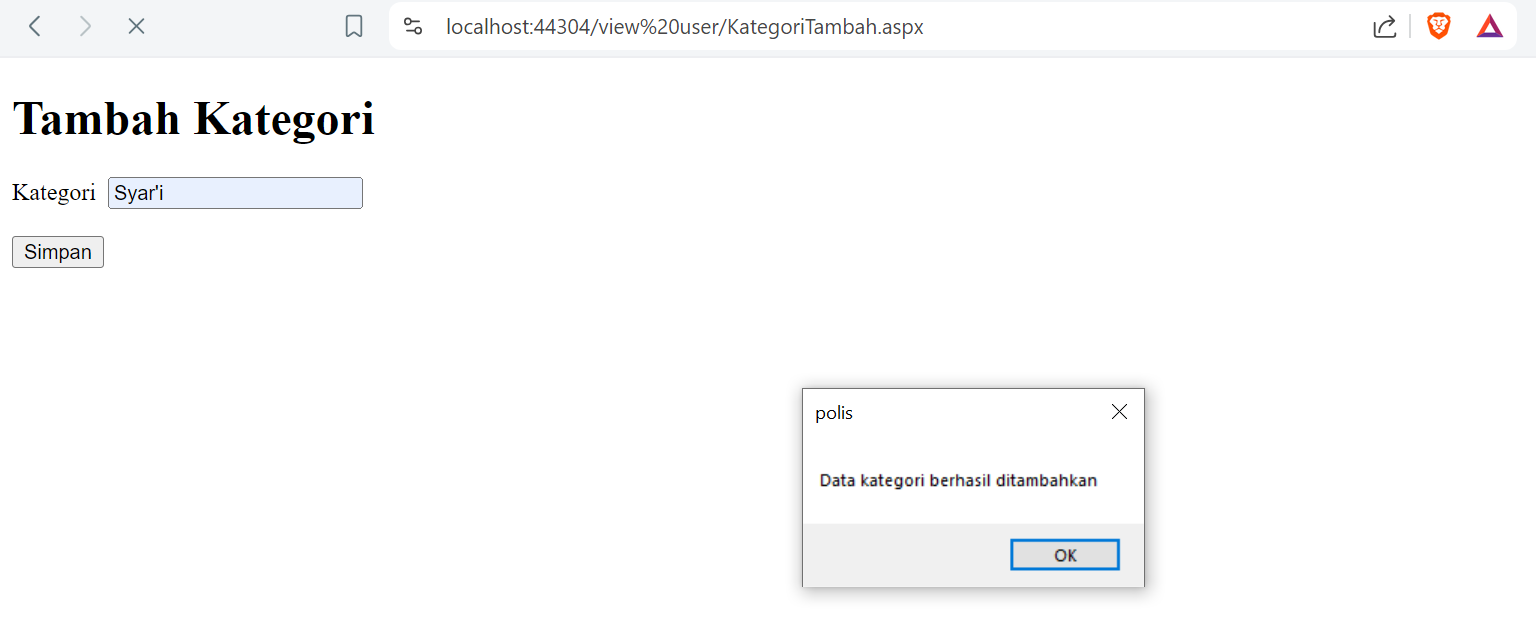 localhost:44304/view%20user/KategoriTambah.aspx
Tambah Kategori
Kategori Syar'i
Simpan
polis
Data kategori berhasil ditambahkan
OK